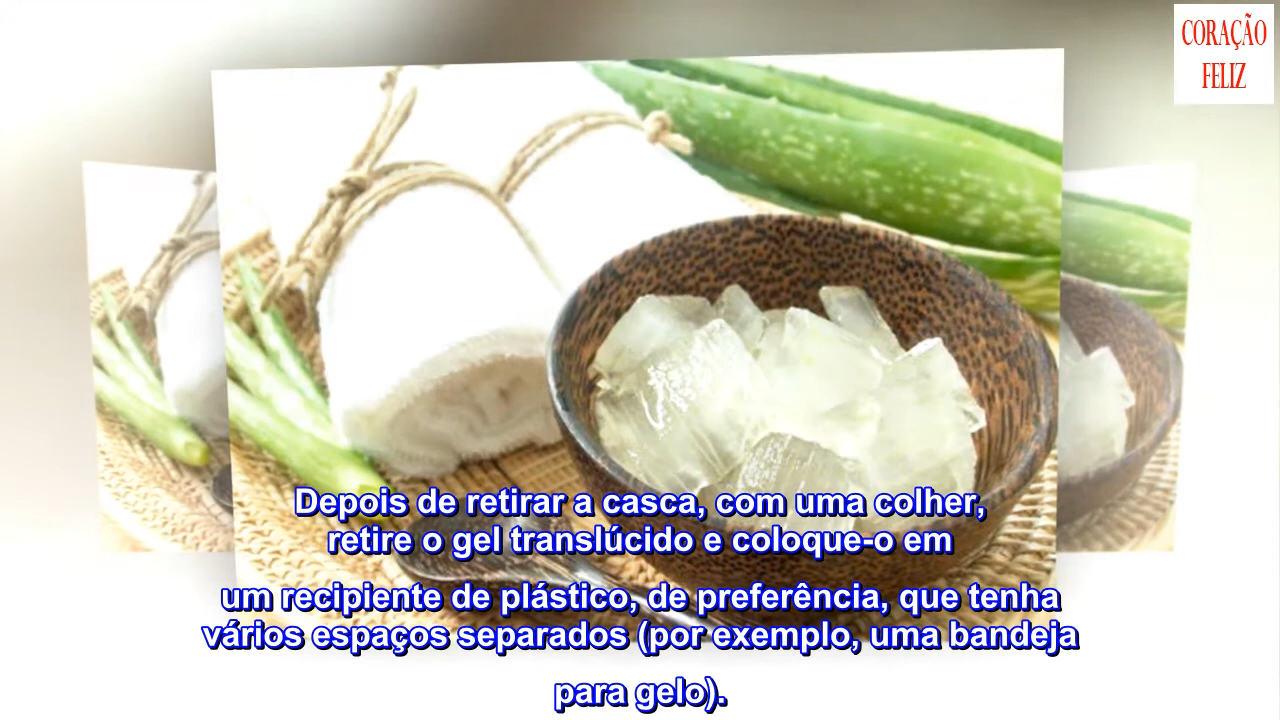 CORAÇÃO
FELIZ
Depois de retirar a casca, com uma colher,
retire o gel translúcido e coloque-o em
um recipiente de plástico, de preferência, que tenha
vários espaços separados (por exemplo, uma bandeja
para gelo).